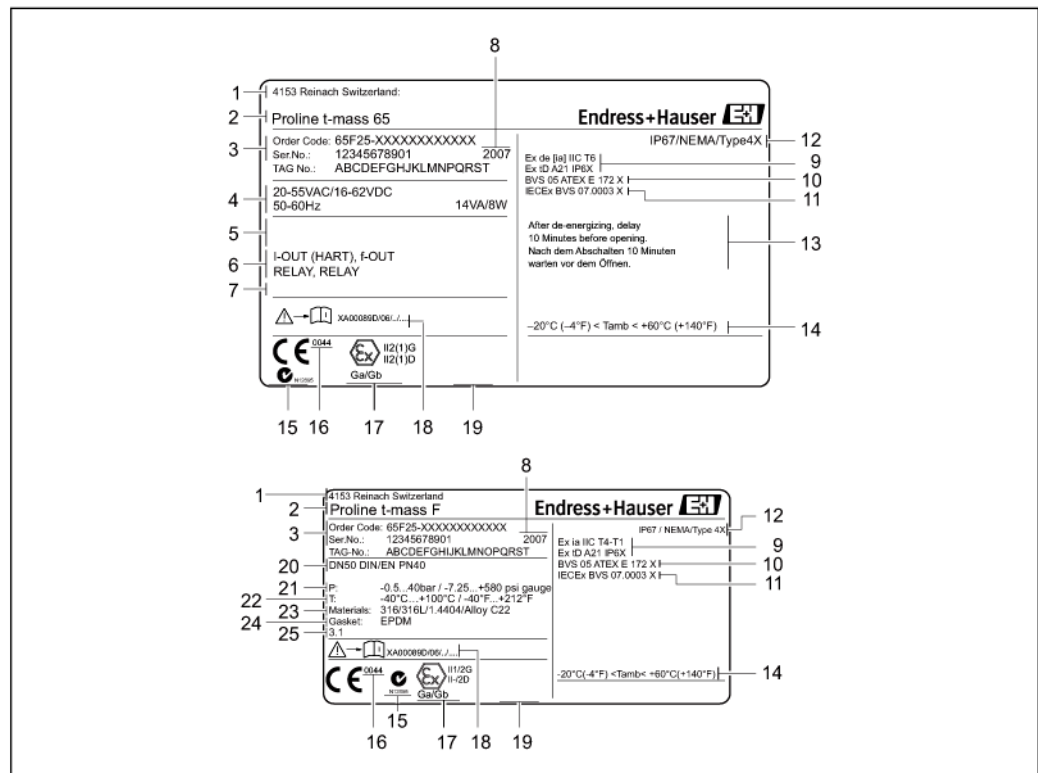 8
1
4153 Reinach Switzerland:
2
Proline t-mass 65
Endress+Hauser EH
3
Order Code: 65F25-XXXXXXXXXXXX
Ser.No.: 12345678901 2007
TAG No.: ABCDEFGHJKLMNPQRST
IP67/NEMA/Type4X
12
Ex de [ia] IIC T6
Ex tD A21 IP6X
9
BVS 05 ATEX E 172 X
10
IECEx BVS 07.0003 X
11
4
20-55VAC/16-62VDC
50-60Hz 14VA/8W
5
6
I-OUT (HART), f-OUT
RELAY, RELAY
7
After de-energizing, delay
10 Minutes before opening.
Nach dem Abschalten 10 Minuten
warten vor dem Öffnen.
13
XA00089D/06/../...
–20°C (–4°F) < Tamb < +60°C (+140°F)
14
CE 0044
Ex II2(1)G
II2(1)D
N12895
Ga/Gb
15 16 17 18 19
8
1
4153 Reinach Switzerland
2
Proline t-mass F
Endress+Hauser EH
3
Order Code: 65F25-XXXXXXXXXXXX
Ser.No.: 12345678901 2007
TAG-No.: ABCDEFGHIJKLMNOPQRST
IP67 / NEMA/Type 4X
12
Ex ia IIC T4-T1
Ex tD A21 IP6X
9
BVS 05 ATEX E 172 X
10
IECEx BVS 07.0003 X
11
20
DN50 DIN/EN PN40
21
P: -0.5...40bar / -7.25...+580 psi gauge
22
T: -40°C...+100°C / -40°F...+212°F
23
Materials: 316/316L/1.4404/Alloy C22
24
Gasket: EPDM
25
3.1
XA00089D/06/../....
CE 0044
Ex II1/2G
II-/2D
N12895
Ga/Gb
-20°C(-4°F) <Tamb< +60°C(+140°F)
14
15
16 17 18 19